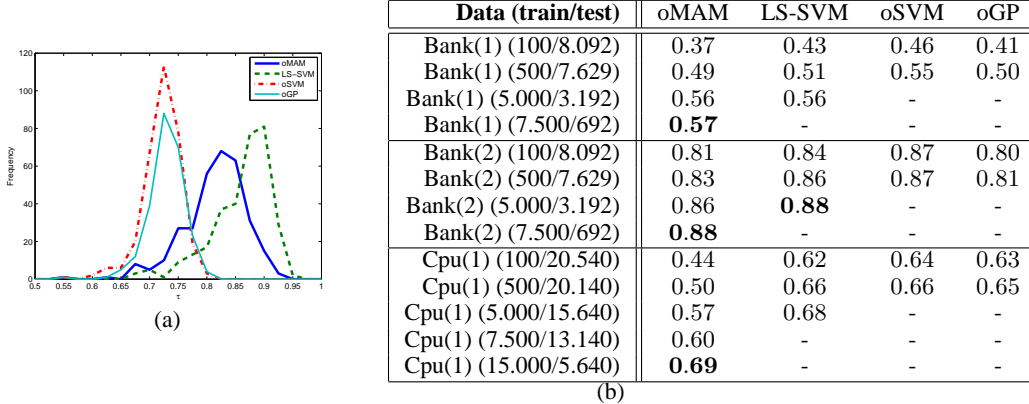 120
100
80
60
40
20
0
Frequency
oMAM
LS−SVM
oSVM
oGP
0.5 0.55 0.6 0.65 0.7 0.75 0.8 0.85 0.9 0.95 1
τ
(a)
Data (train/test) oMAM LS-SVM oSVM oGP
Bank(1) (100/8.092) 0.37 0.43 0.46 0.41
Bank(1) (500/7.629) 0.49 0.51 0.55 0.50
Bank(1) (5.000/3.192) 0.56 0.56 - -
Bank(1) (7.500/692) 0.57 - - -
Bank(2) (100/8.092) 0.81 0.84 0.87 0.80
Bank(2) (500/7.629) 0.83 0.86 0.87 0.81
Bank(2) (5.000/3.192) 0.86 0.88 - -
Bank(2) (7.500/692) 0.88 - - -
Cpu(1) (100/20.540) 0.44 0.62 0.64 0.63
Cpu(1) (500/20.140) 0.50 0.66 0.66 0.65
Cpu(1) (5.000/15.640) 0.57 0.68 - -
Cpu(1) (7.500/13.140) 0.60 - - -
Cpu(1) (15.000/5.640) 0.69 - - -
(b)